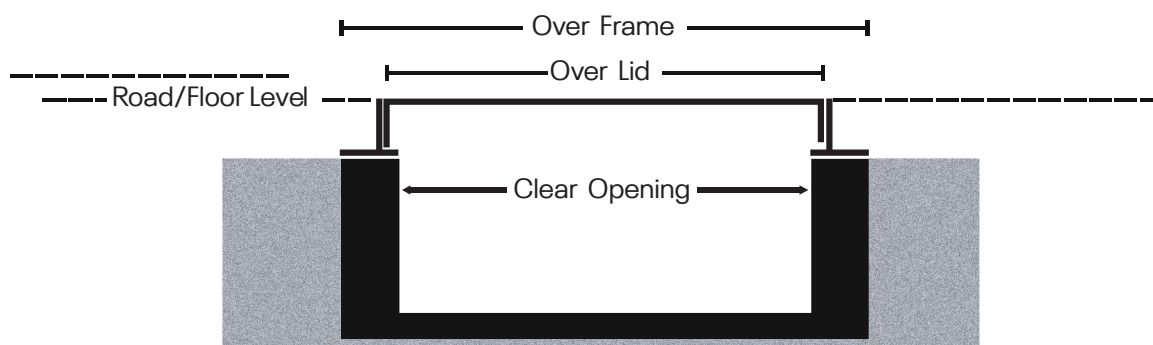 Over Frame
Over Lid
Road/Floor Level
Clear Opening